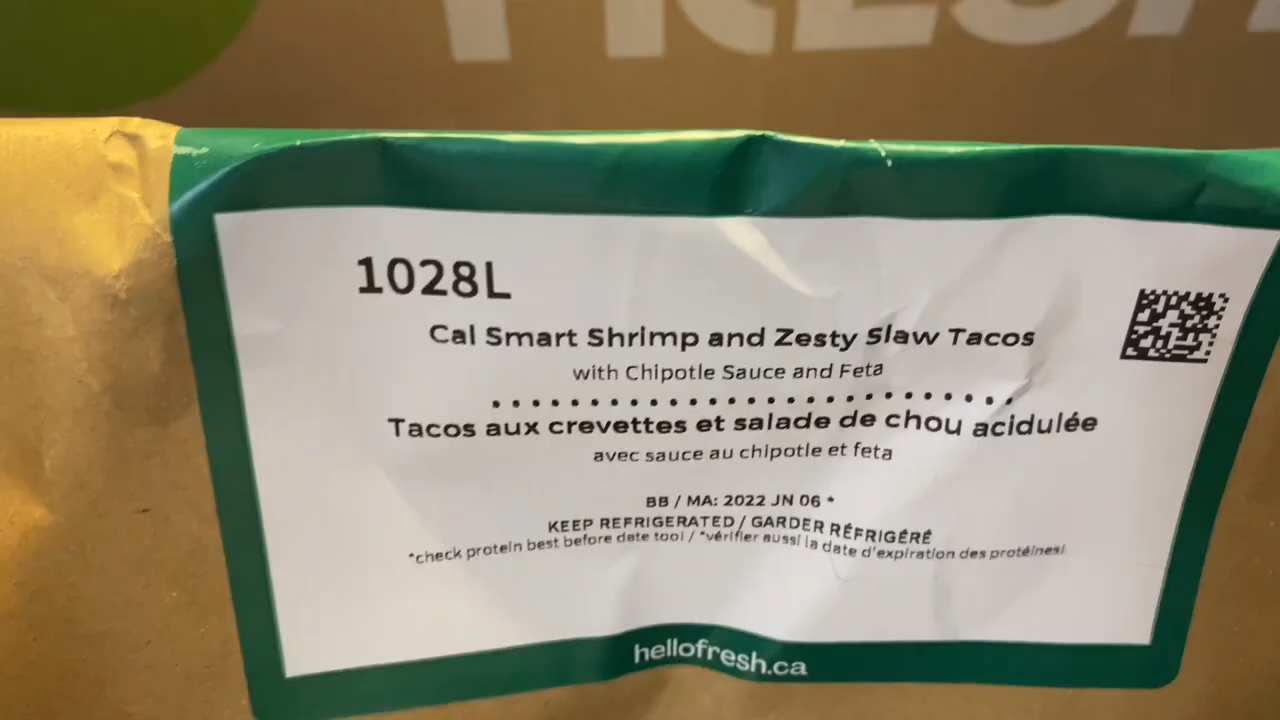 FRESH
1028L
Cal Smart Shrimp and Zesty Slaw Tacos
with Chipotle Sauce and Feta
Tacos aux crevettes et salade de chou acidulée
avec sauce au chipotle et feta
BB / MA: 2022 JN 06 *
KEEP REFRIGERATED / GARDER RÉFRIGÉRÉ
*check protein best before date too! / *vérifier aussi la date d'expiration des protéines!
hellofresh.ca